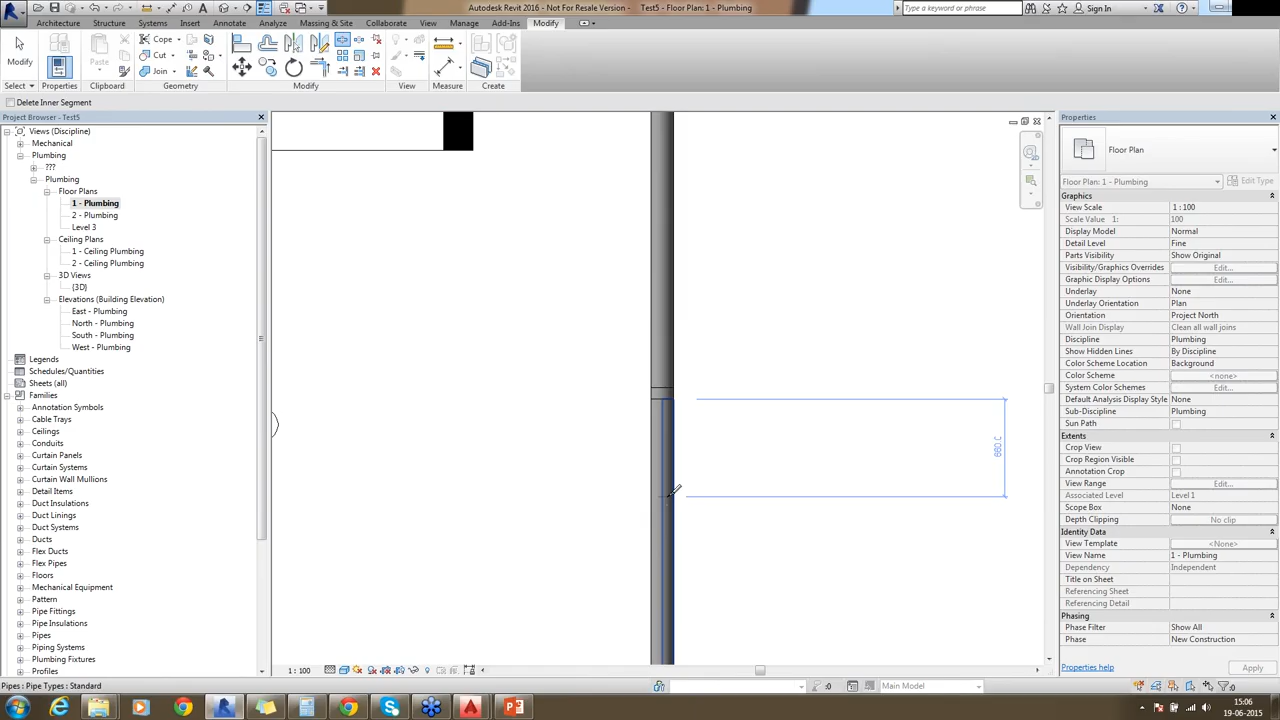 Autodesk Revit 2016 - Not For Resale Version - Test5 - Floor Plan: 1 - Plumbing
Type a keyword or phrase
Sign In
Architecture Structure Systems Insert Annotate Analyze Massing & Site Collaborate View Manage Add-Ins Modify
Modify
Paste
Cope
Cut
Join
Select Properties Clipboard Geometry Modify View Measure Create
Delete Inner Segment
Project Browser - Test5
Views (Discipline)
Mechanical
Plumbing
???
Plumbing
Floor Plans
1 - Plumbing
2 - Plumbing
Level 3
Ceiling Plans
1 - Ceiling Plumbing
2 - Ceiling Plumbing
3D Views
{3D}
Elevations (Building Elevation)
East - Plumbing
North - Plumbing
South - Plumbing
West - Plumbing
Legends
Schedules/Quantities
Sheets (all)
Families
Annotation Symbols
Cable Trays
Ceilings
Conduits
Curtain Panels
Curtain Systems
Curtain Wall Mullions
Detail Items
Duct Insulations
Duct Linings
Duct Systems
Ducts
Flex Ducts
Flex Pipes
Floors
Mechanical Equipment
Pattern
Pipe Fittings
Pipe Insulations
Pipes
Piping Systems
Plumbing Fixtures
Profiles
Properties
Floor Plan
Floor Plan: 1 - Plumbing
Edit Type
Graphics
View Scale 1 : 100
Scale Value 1: 100
Display Model Normal
Detail Level Fine
Parts Visibility Show Original
Visibility/Graphics Overrides Edit...
Graphic Display Options Edit...
Underlay None
Underlay Orientation Plan
Orientation Project North
Wall Join Display Clean all wall joins
Discipline Plumbing
Show Hidden Lines By Discipline
Color Scheme Location Background
Color Scheme <none>
System Color Schemes Edit...
Default Analysis Display Style None
Sub-Discipline Plumbing
Sun Path
Extents
Crop View
Crop Region Visible
Annotation Crop
View Range Edit...
Associated Level Level 1
Scope Box None
Depth Clipping No clip
Identity Data
View Template <None>
View Name 1 - Plumbing
Dependency Independent
Title on Sheet
Referencing Sheet
Referencing Detail
Phasing
Phase Filter Show All
Phase New Construction
Properties help
Apply
1 : 100
Pipes : Pipe Types : Standard
:0
Main Model
:0
15:06
19-06-2015